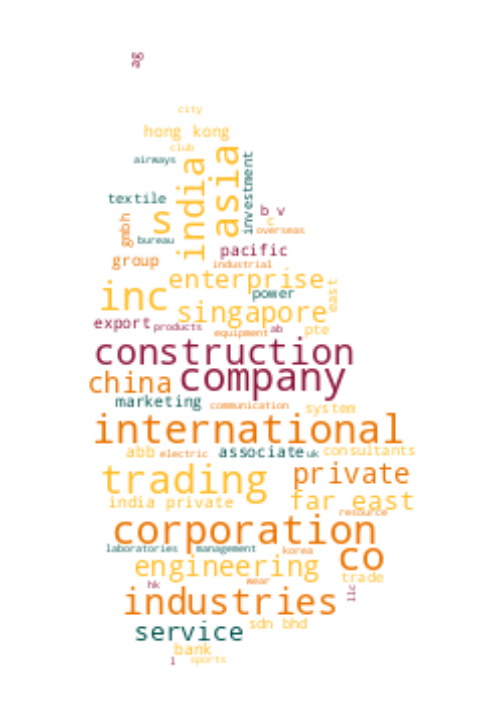 city
hong kong
club
airways
india
asia
investment
textile
gmbh
s
b v
c
overseas
bureau
pacific
group
industrial
enterprise
power
east
inc
singapore
export
products
equipment
ab
pte
construction
china
company
marketing
communication
system
international
abb
electric
associate
uk
consultants
trading
private
india private
far east
resource
corporation
laboratories
management
korea
co
engineering
trade
hk
wear
llc
industries
service
sdn bhd
bank
l
sports